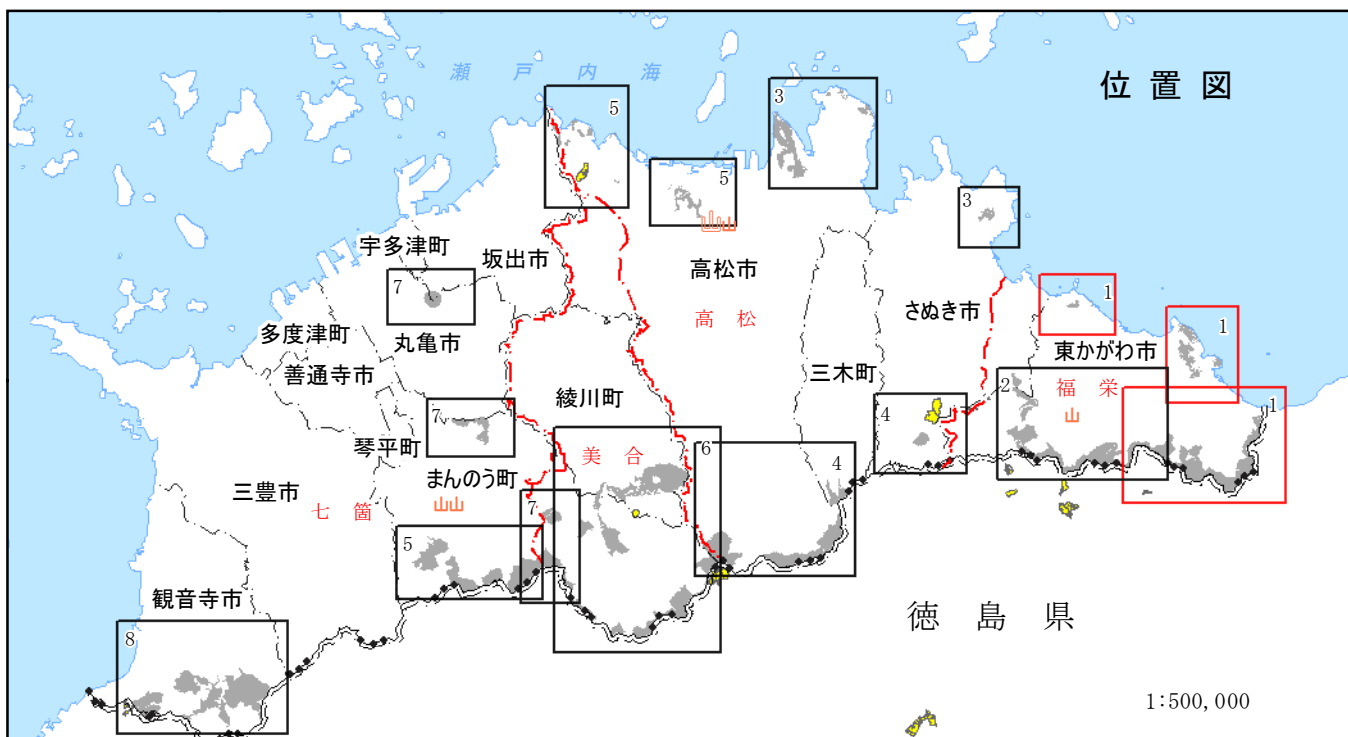 瀬戸内海
位置図
5
3
5
3
宇多津町
坂出市
高松市
7
1
さぬき市
高松
1
多度津町
丸亀市
東かがわ市
善通寺市
三木町
2
福栄
綾川町
山
4
1
7
琴平町
美合
6
4
まんのう町
三豊市
山山
七箇
7
5
観音寺市
徳島県
8
1:500,000